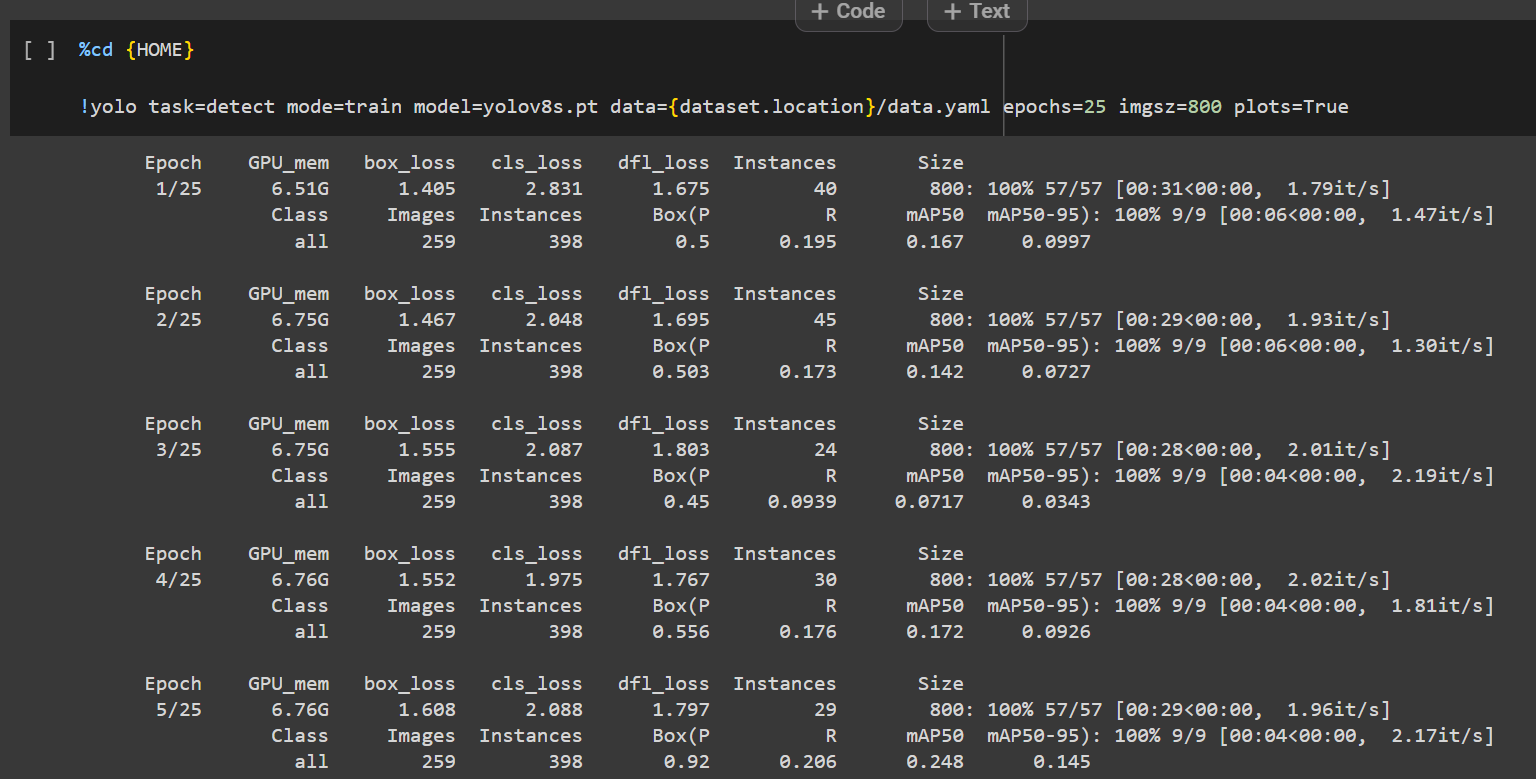 + Code + Text
[ ] %cd {HOME}
!yolo task=detect mode=train model=yolov8s.pt data={dataset.location}/data.yaml epochs=25 imgsz=800 plots=True
Epoch GPU_mem box_loss cls_loss dfl_loss Instances Size
1/25 6.51G 1.405 2.831 1.675 40 800: 100% 57/57 [00:31<00:00, 1.79it/s]
Class Images Instances Box(P R mAP50 mAP50-95): 100% 9/9 [00:06<00:00, 1.47it/s]
all 259 398 0.5 0.195 0.167 0.0997
Epoch GPU_mem box_loss cls_loss dfl_loss Instances Size
2/25 6.75G 1.467 2.048 1.695 45 800: 100% 57/57 [00:29<00:00, 1.93it/s]
Class Images Instances Box(P R mAP50 mAP50-95): 100% 9/9 [00:06<00:00, 1.30it/s]
all 259 398 0.503 0.173 0.142 0.0727
Epoch GPU_mem box_loss cls_loss dfl_loss Instances Size
3/25 6.75G 1.555 2.087 1.803 24 800: 100% 57/57 [00:28<00:00, 2.01it/s]
Class Images Instances Box(P R mAP50 mAP50-95): 100% 9/9 [00:04<00:00, 2.19it/s]
all 259 398 0.45 0.0939 0.0717 0.0343
Epoch GPU_mem box_loss cls_loss dfl_loss Instances Size
4/25 6.76G 1.552 1.975 1.767 30 800: 100% 57/57 [00:28<00:00, 2.02it/s]
Class Images Instances Box(P R mAP50 mAP50-95): 100% 9/9 [00:04<00:00, 1.81it/s]
all 259 398 0.556 0.176 0.172 0.0926
Epoch GPU_mem box_loss cls_loss dfl_loss Instances Size
5/25 6.76G 1.608 2.088 1.797 29 800: 100% 57/57 [00:29<00:00, 1.96it/s]
Class Images Instances Box(P R mAP50 mAP50-95): 100% 9/9 [00:04<00:00, 2.17it/s]
all 259 398 0.92 0.206 0.248 0.145